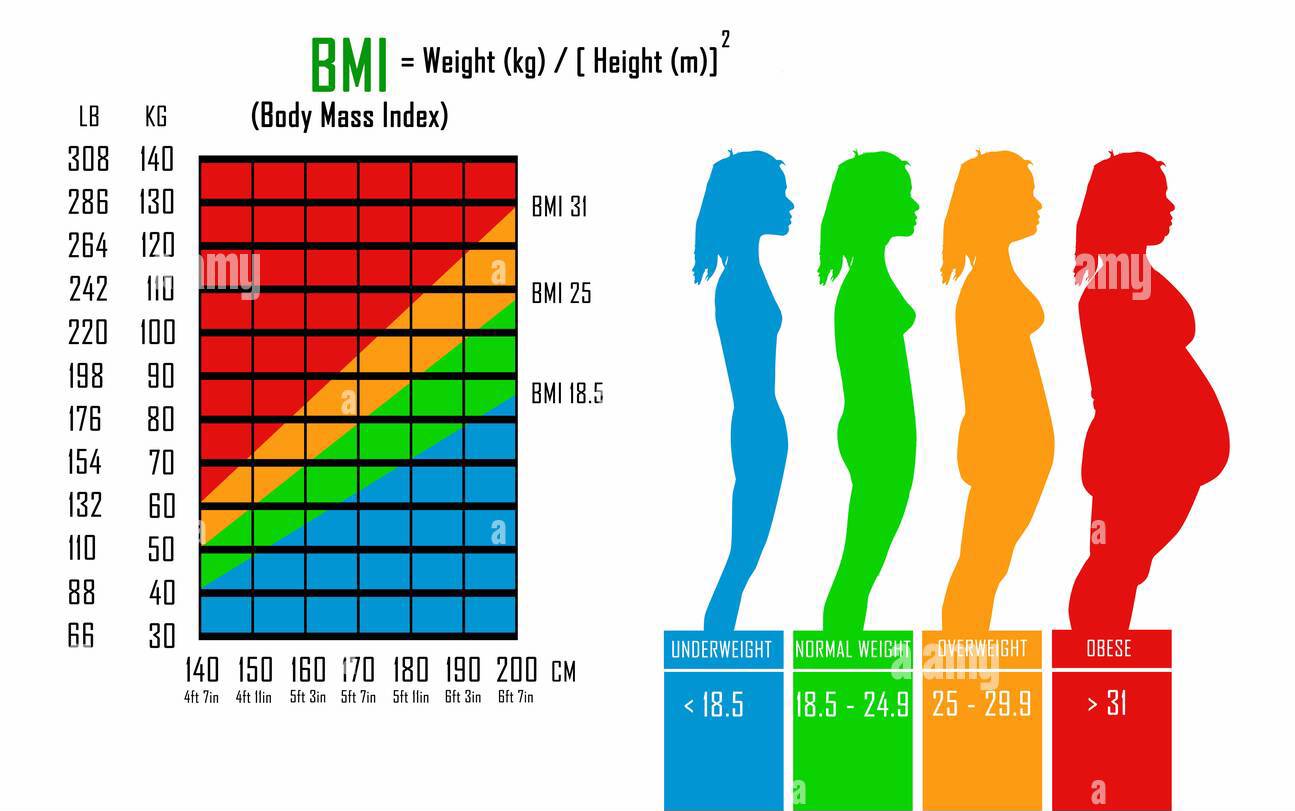 BMI = Weight (kg) / [ Height (m)]²
(Body Mass Index)
LB KG
308 140
286 130
264 120
242 110
220 100
198 90
176 80
154 70
132 60
110 50
88 40
66 30
BMI 31
BMI 25
BMI 18.5
140 150 160 170 180 190 200 CM
4ft 7in 4ft 11in 5ft 3in 5ft 7in 5ft 11in 6ft 3in 6ft 7in
UNDERWEIGHT NORMAL WEIGHT OVERWEIGHT OBESE
< 18.5 18.5 - 24.9 25 - 29.9 > 31
alamy
alamy
alamy
a
a
a
a
a
a
a